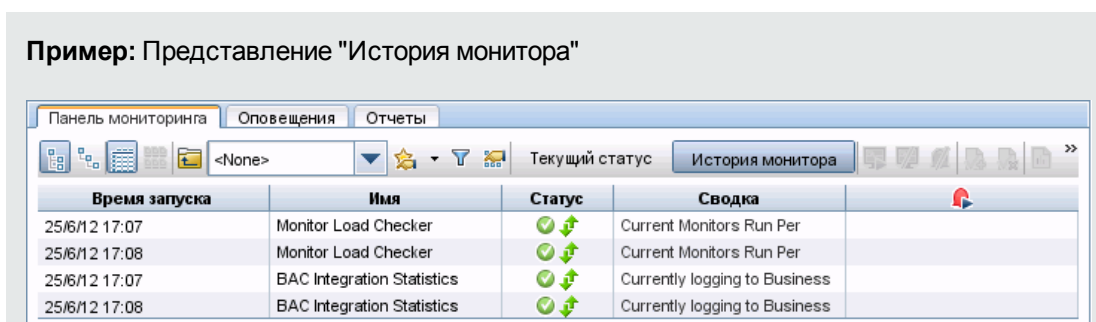 Пример: Представление "История монитора"
Панель мониторинга Оповещения Отчеты
<None> Текущий статус История монитора »
Время запуска Имя Статус Сводка
25/6/12 17:07 Monitor Load Checker Current Monitors Run Per
25/6/12 17:08 Monitor Load Checker Current Monitors Run Per
25/6/12 17:07 BAC Integration Statistics Currently logging to Business
25/6/12 17:08 BAC Integration Statistics Currently logging to Business